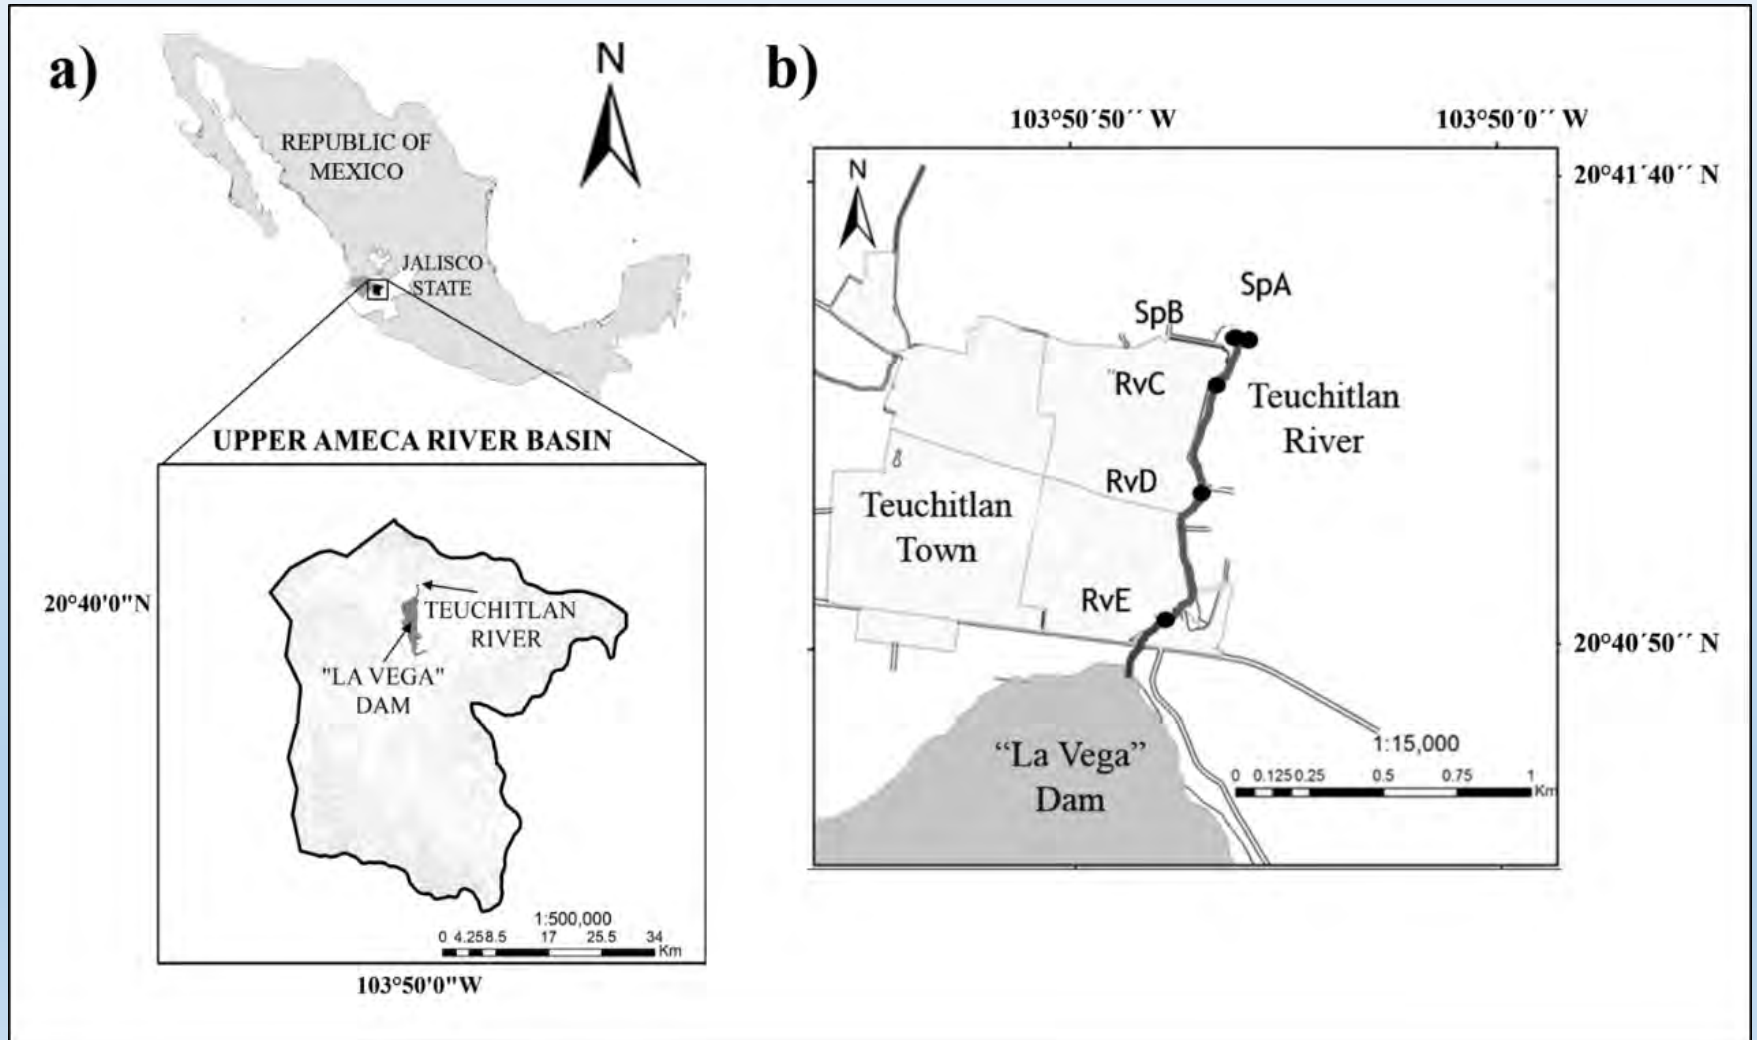 a)
N
REPUBLIC OF
MEXICO
JALISCO
STATE
UPPER AMECA RIVER BASIN
20°40'0"N
TEUCHITLAN
RIVER
"LA VEGA"
DAM
1:500,000
0 4.25 8.5 17 25.5 34
Km
103°50'0"W
b)
103°50´50´´ W
103°50´0´´ W
N
20°41´40´´ N
SpA
SpB
RvC
Teuchitlan
River
RvD
Teuchitlan
Town
RvE
20°40´50´´ N
1:15,000
“La Vega”
Dam
0 0.125 0.25 0.5 0.75 1
Km